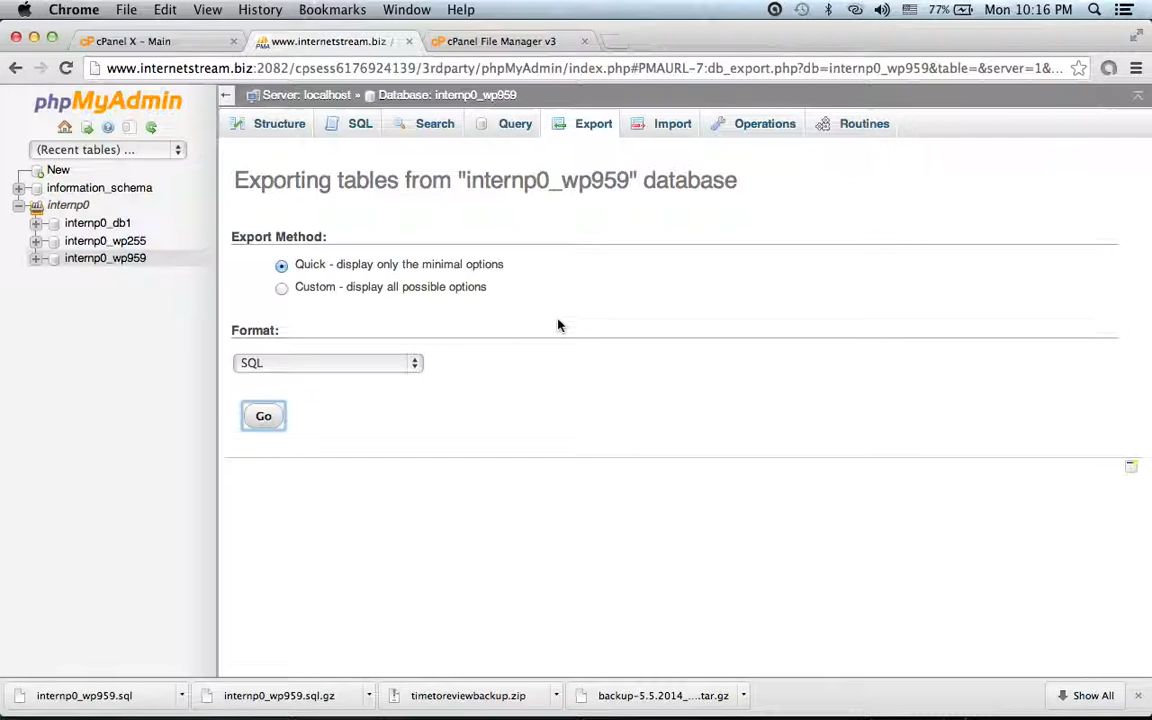 Chrome File Edit View History Bookmarks Window Help 77% Mon 10:16 PM
cPanel X - Main www.internetstream.biz / cPanel File Manager v3
www.internetstream.biz:2082/cpsess6176924139/3rdparty/phpMyAdmin/index.php#PMAURL-7:db_export.php?db=internp0_wp959&table=&server=1&...
phpMyAdmin
(Recent tables) ...
New
information_schema
internp0
internp0_db1
internp0_wp255
internp0_wp959
Server: localhost » Database: internp0_wp959
Structure SQL Search Query Export Import Operations Routines
Exporting tables from "internp0_wp959" database
Export Method:
Quick - display only the minimal options
Custom - display all possible options
Format:
SQL
Go
internp0_wp959.sql internp0_wp959.sql.gz timetoreviewbackup.zip backup-5.5.2014_....tar.gz Show All